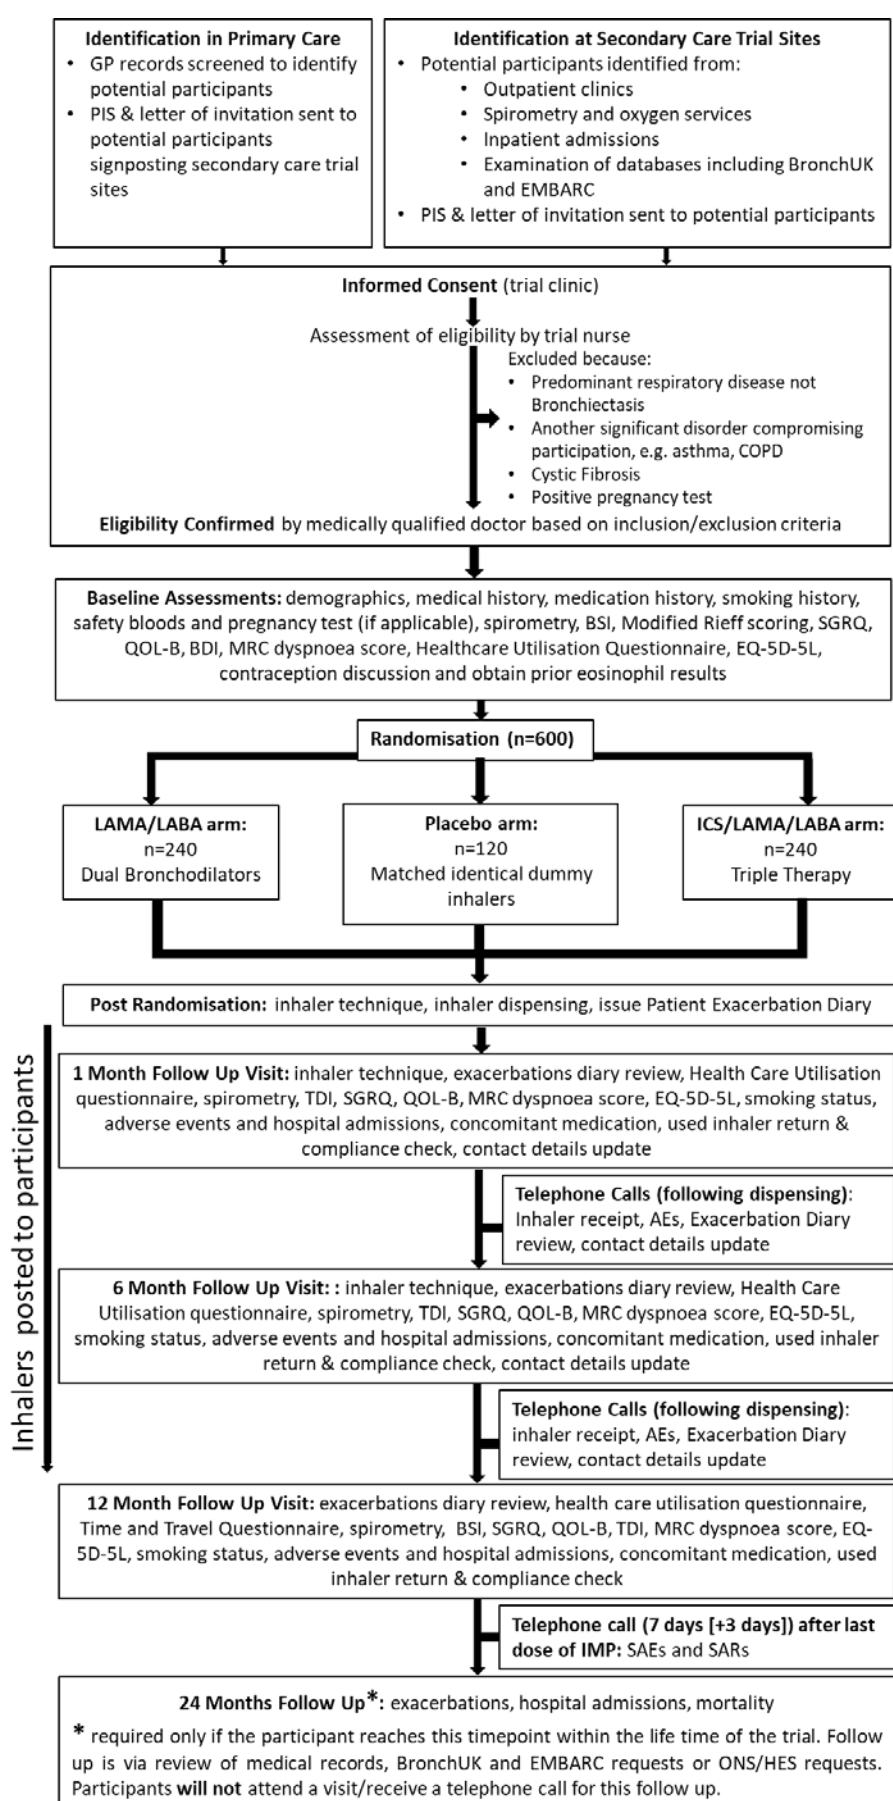 Identification in Primary Care
• GP records screened to identify
potential participants
• PIS & letter of invitation sent to
potential participants
signposting secondary care trial
sites
Identification at Secondary Care Trial Sites
• Potential participants identified from:
• Outpatient clinics
• Spirometry and oxygen services
• Inpatient admissions
• Examination of databases including BronchUK
and EMBARC
• PIS & letter of invitation sent to potential participants
Informed Consent (trial clinic)
Assessment of eligibility by trial nurse
Excluded because:
• Predominant respiratory disease not
Bronchiectasis
• Another significant disorder compromising
participation, e.g. asthma, COPD
• Cystic Fibrosis
• Positive pregnancy test
Eligibility Confirmed by medically qualified doctor based on inclusion/exclusion criteria
Baseline Assessments: demographics, medical history, medication history, smoking history,
safety bloods and pregnancy test (if applicable), spirometry, BSI, Modified Rieff scoring, SGRQ,
QOL-B, BDI, MRC dyspnoea score, Healthcare Utilisation Questionnaire, EQ-5D-5L,
contraception discussion and obtain prior eosinophil results
Randomisation (n=600)
LAMA/LABA arm:
n=240
Dual Bronchodilators
Placebo arm:
n=120
Matched identical dummy
inhalers
ICS/LAMA/LABA arm:
n=240
Triple Therapy
Post Randomisation: inhaler technique, inhaler dispensing, issue Patient Exacerbation Diary
Inhalers posted to participants
1 Month Follow Up Visit: inhaler technique, exacerbations diary review, Health Care Utilisation
questionnaire, spirometry, TDI, SGRQ, QOL-B, MRC dyspnoea score, EQ-5D-5L, smoking status,
adverse events and hospital admissions, concomitant medication, used inhaler return &
compliance check, contact details update
Telephone Calls (following dispensing):
Inhaler receipt, AEs, Exacerbation Diary
review, contact details update
6 Month Follow Up Visit: : inhaler technique, exacerbations diary review, Health Care
Utilisation questionnaire, spirometry, TDI, SGRQ, QOL-B, MRC dyspnoea score, EQ-5D-5L,
smoking status, adverse events and hospital admissions, concomitant medication, used inhaler
return & compliance check, contact details update
Telephone Calls (following dispensing):
inhaler receipt, AEs, Exacerbation Diary
review, contact details update
12 Month Follow Up Visit: exacerbations diary review, health care utilisation questionnaire,
Time and Travel Questionnaire, spirometry, BSI, SGRQ, QOL-B, TDI, MRC dyspnoea score, EQ-
5D-5L, smoking status, adverse events and hospital admissions, concomitant medication, used
inhaler return & compliance check
Telephone call (7 days [+3 days]) after last
dose of IMP: SAEs and SARs
24 Months Follow Up*: exacerbations, hospital admissions, mortality
* required only if the participant reaches this timepoint within the life time of the trial. Follow
up is via review of medical records, BronchUK and EMBARC requests or ONS/HES requests.
Participants will not attend a visit/receive a telephone call for this follow up.